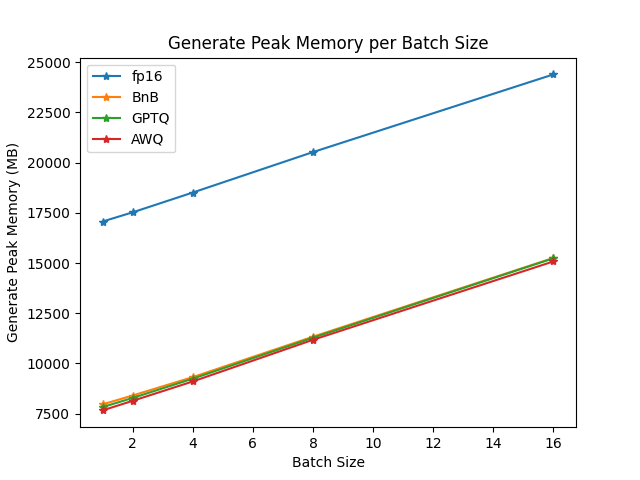 Generate Peak Memory per Batch Size
fp16
BnB
GPTQ
AWQ
25000
22500
20000
17500
15000
12500
10000
7500
Generate Peak Memory (MB)
2
4
6
8
10
12
14
16
Batch Size